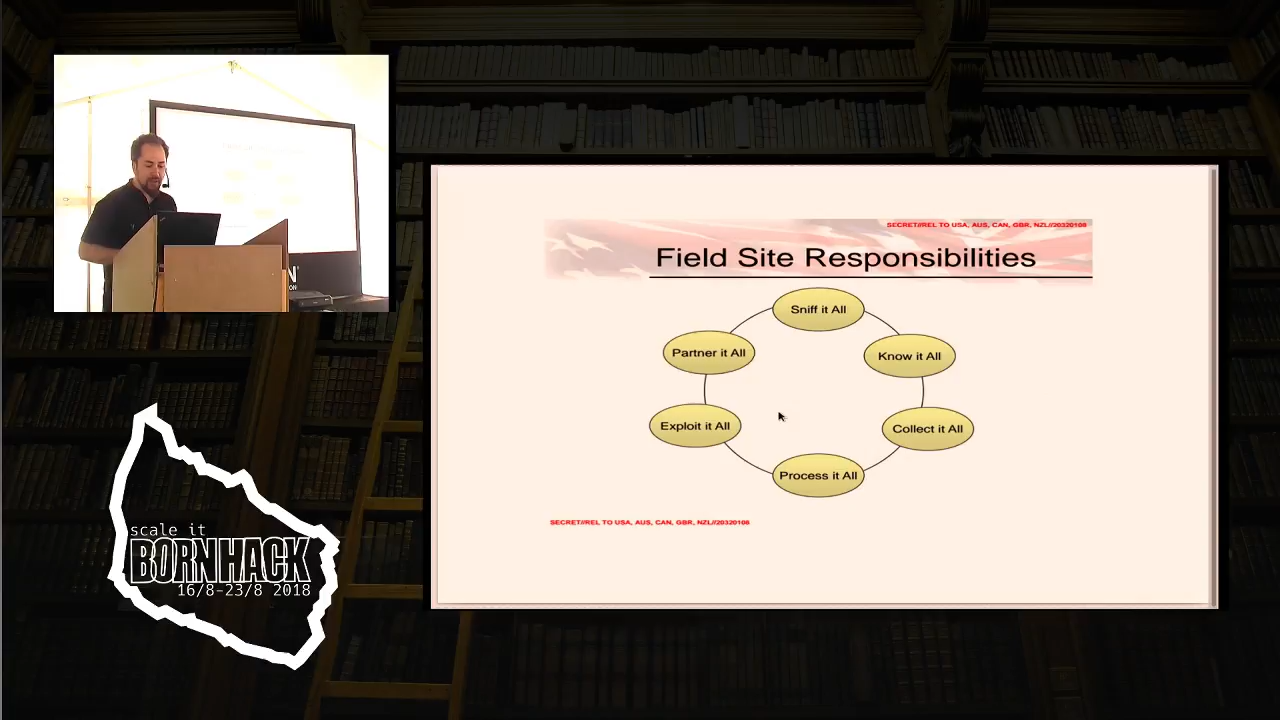 SECRET//REL TO USA, AUS, CAN, GBR, NZL//20320108
Field Site Responsibilities
Sniff it All
Partner it All
Know it All
Exploit it All
Collect it All
Process it All
SECRET//REL TO USA, AUS, CAN, GBR, NZL//20320108
scale it
BORNHACK
16/8-23/8 2018